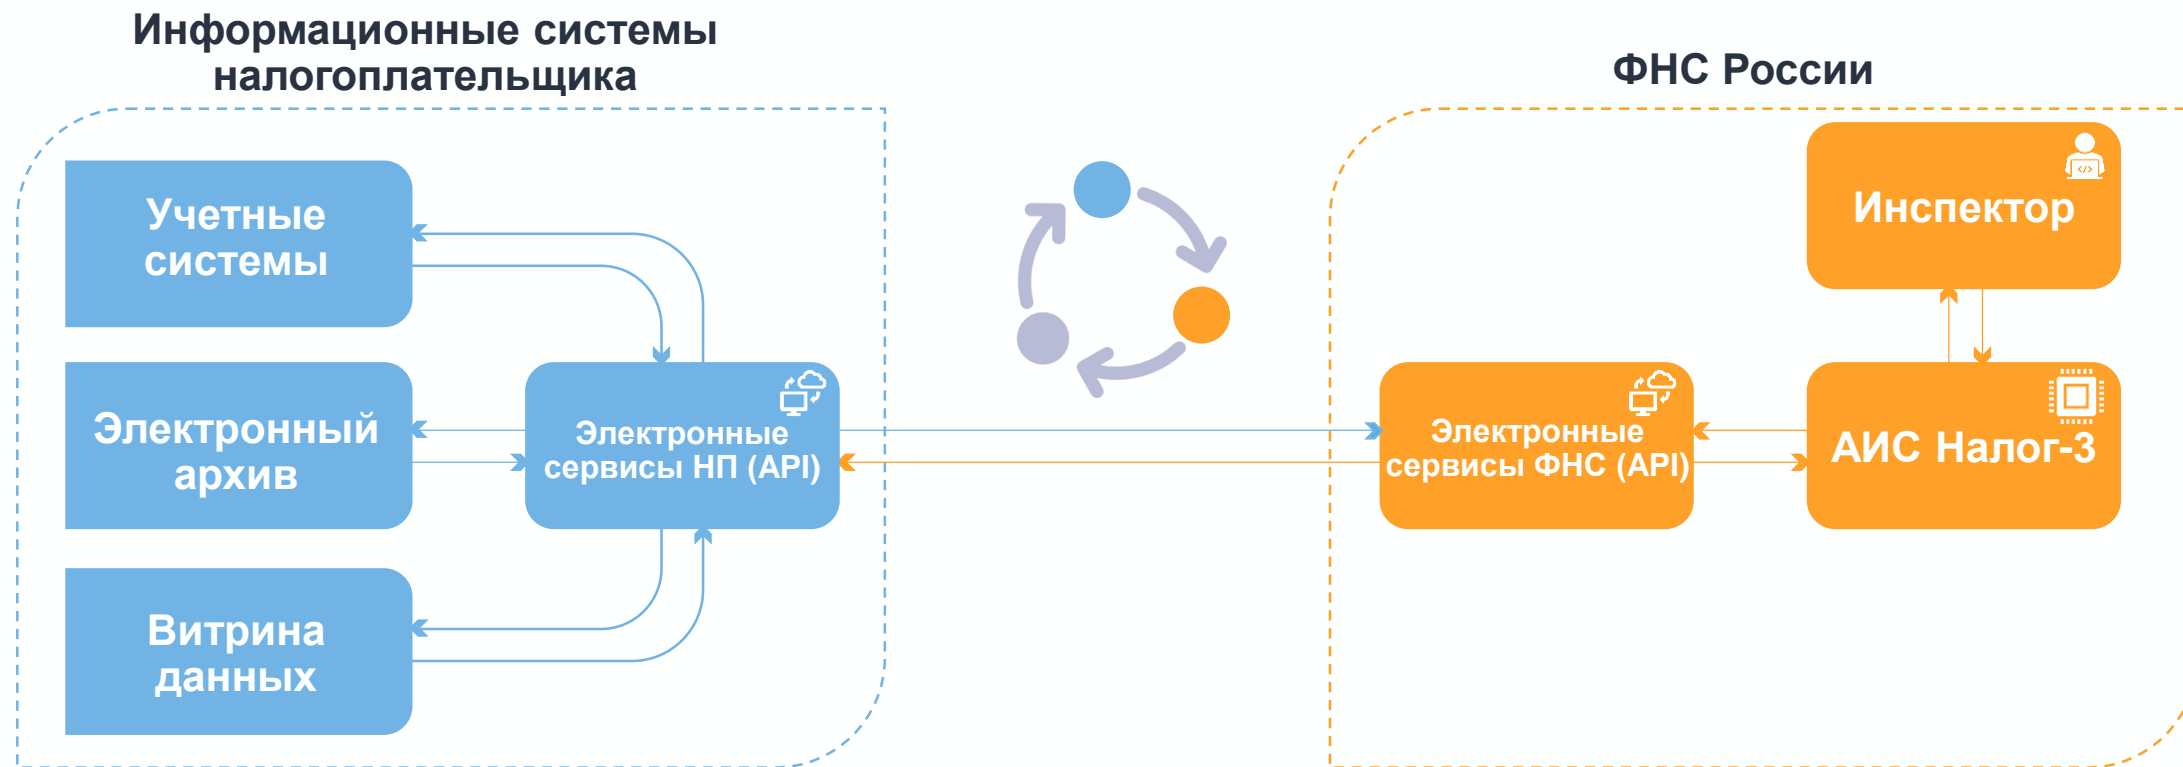 Информационные системы
налогоплательщика
ФНС России
Учетные
системы
Электронный
архив
Витрина
данных
Электронные
сервисы НП (API)
Электронные
сервисы ФНС (API)
Инспектор
</>
АИС Налог-3